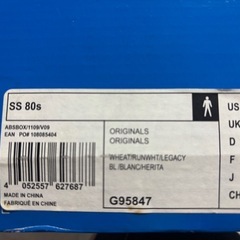 SS 80s
US
UK
D
F
J
CH
ABSBOX/1109/V09
EAN PO# 108085404
ORIGINALS
ORIGINALS
WHEAT/RUNWHT/LEGACY
BL/BLANC/HERITA
4 052557 627687
G95847
MADE IN CHINA
FABRIQUÉ EN CHINE